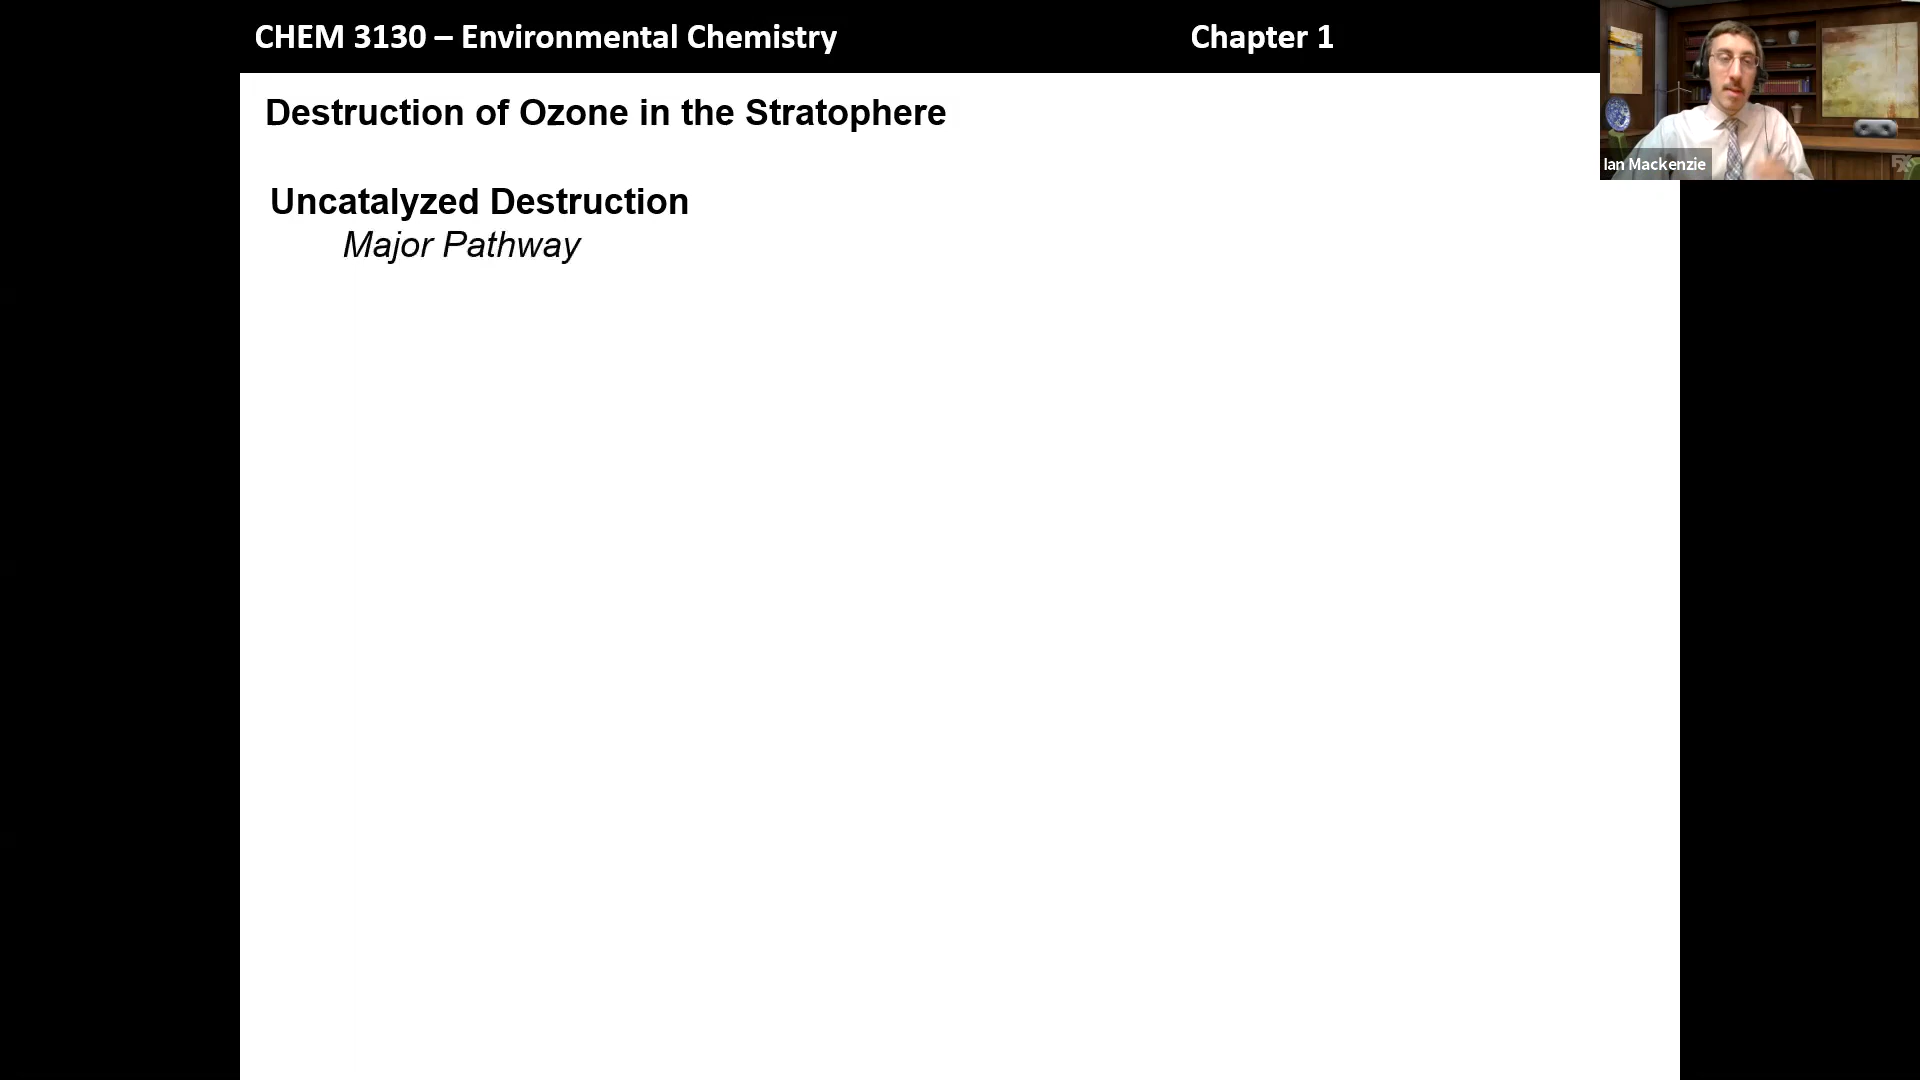 CHEM 3130 – Environmental Chemistry
Chapter 1
Ian Mackenzie
Destruction of Ozone in the Stratophere
Uncatalyzed Destruction
Major Pathway